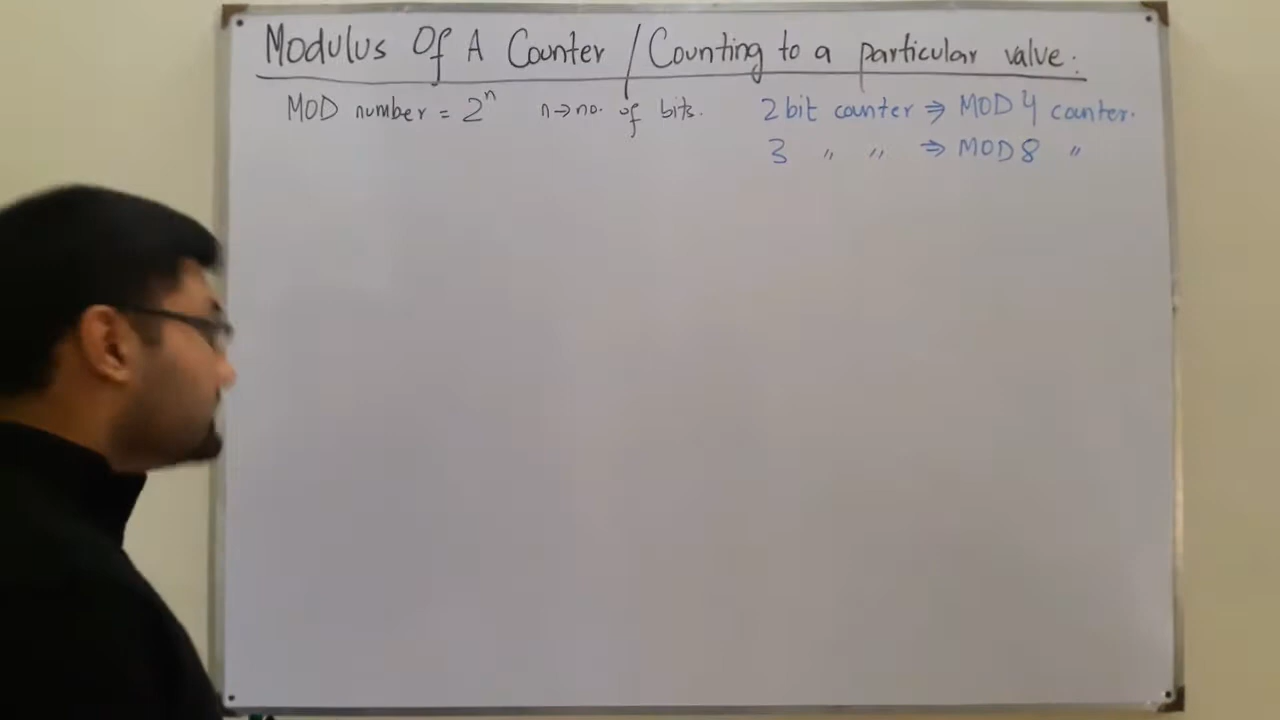 Modulus Of A Counter / Counting to a particular valve:
MOD number = 2ⁿ n→no. of bits. 2 bit counter ⇒ MOD 4 counter.
3 〃 〃 ⇒ MOD 8 〃